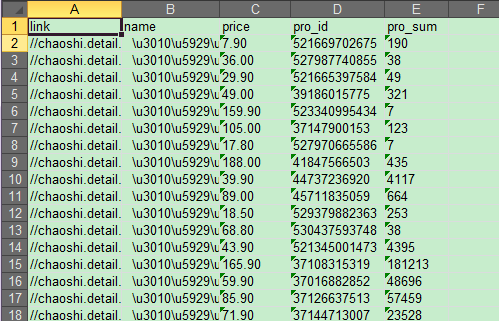 A B C D E F
1 link name price pro_id pro_sum
2 //chaoshi.detail. \u3010\u5929\u 7.90 521669702675 190
3 //chaoshi.detail. \u3010\u5929\u 36.00 527987740855 38
4 //chaoshi.detail. \u3010\u5929\u 29.90 521665397584 49
5 //chaoshi.detail. \u3010\u5929\u 49.00 39186015775 321
6 //chaoshi.detail. \u3010\u5929\u 159.90 523340995434 7
7 //chaoshi.detail. \u3010\u5929\u 105.00 37147900153 123
8 //chaoshi.detail. \u3010\u5929\u 17.80 527970665586 7
9 //chaoshi.detail. \u3010\u5929\u 188.00 41847566503 435
10 //chaoshi.detail. \u3010\u5929\u 39.90 44737236920 4117
11 //chaoshi.detail. \u3010\u5929\u 89.00 45711835059 664
12 //chaoshi.detail. \u3010\u5929\u 18.50 529379882363 253
13 //chaoshi.detail. \u3010\u5929\u 68.80 530437593748 38
14 //chaoshi.detail. \u3010\u5929\u 43.90 521345001473 4395
15 //chaoshi.detail. \u3010\u5929\u 165.90 37108315319 181213
16 //chaoshi.detail. \u3010\u5929\u 59.90 37016882852 48696
17 //chaoshi.detail. \u3010\u5929\u 85.90 37126637513 57459
18 //chaoshi.detail. \u3010\u5929\u 71.90 37144713007 23528